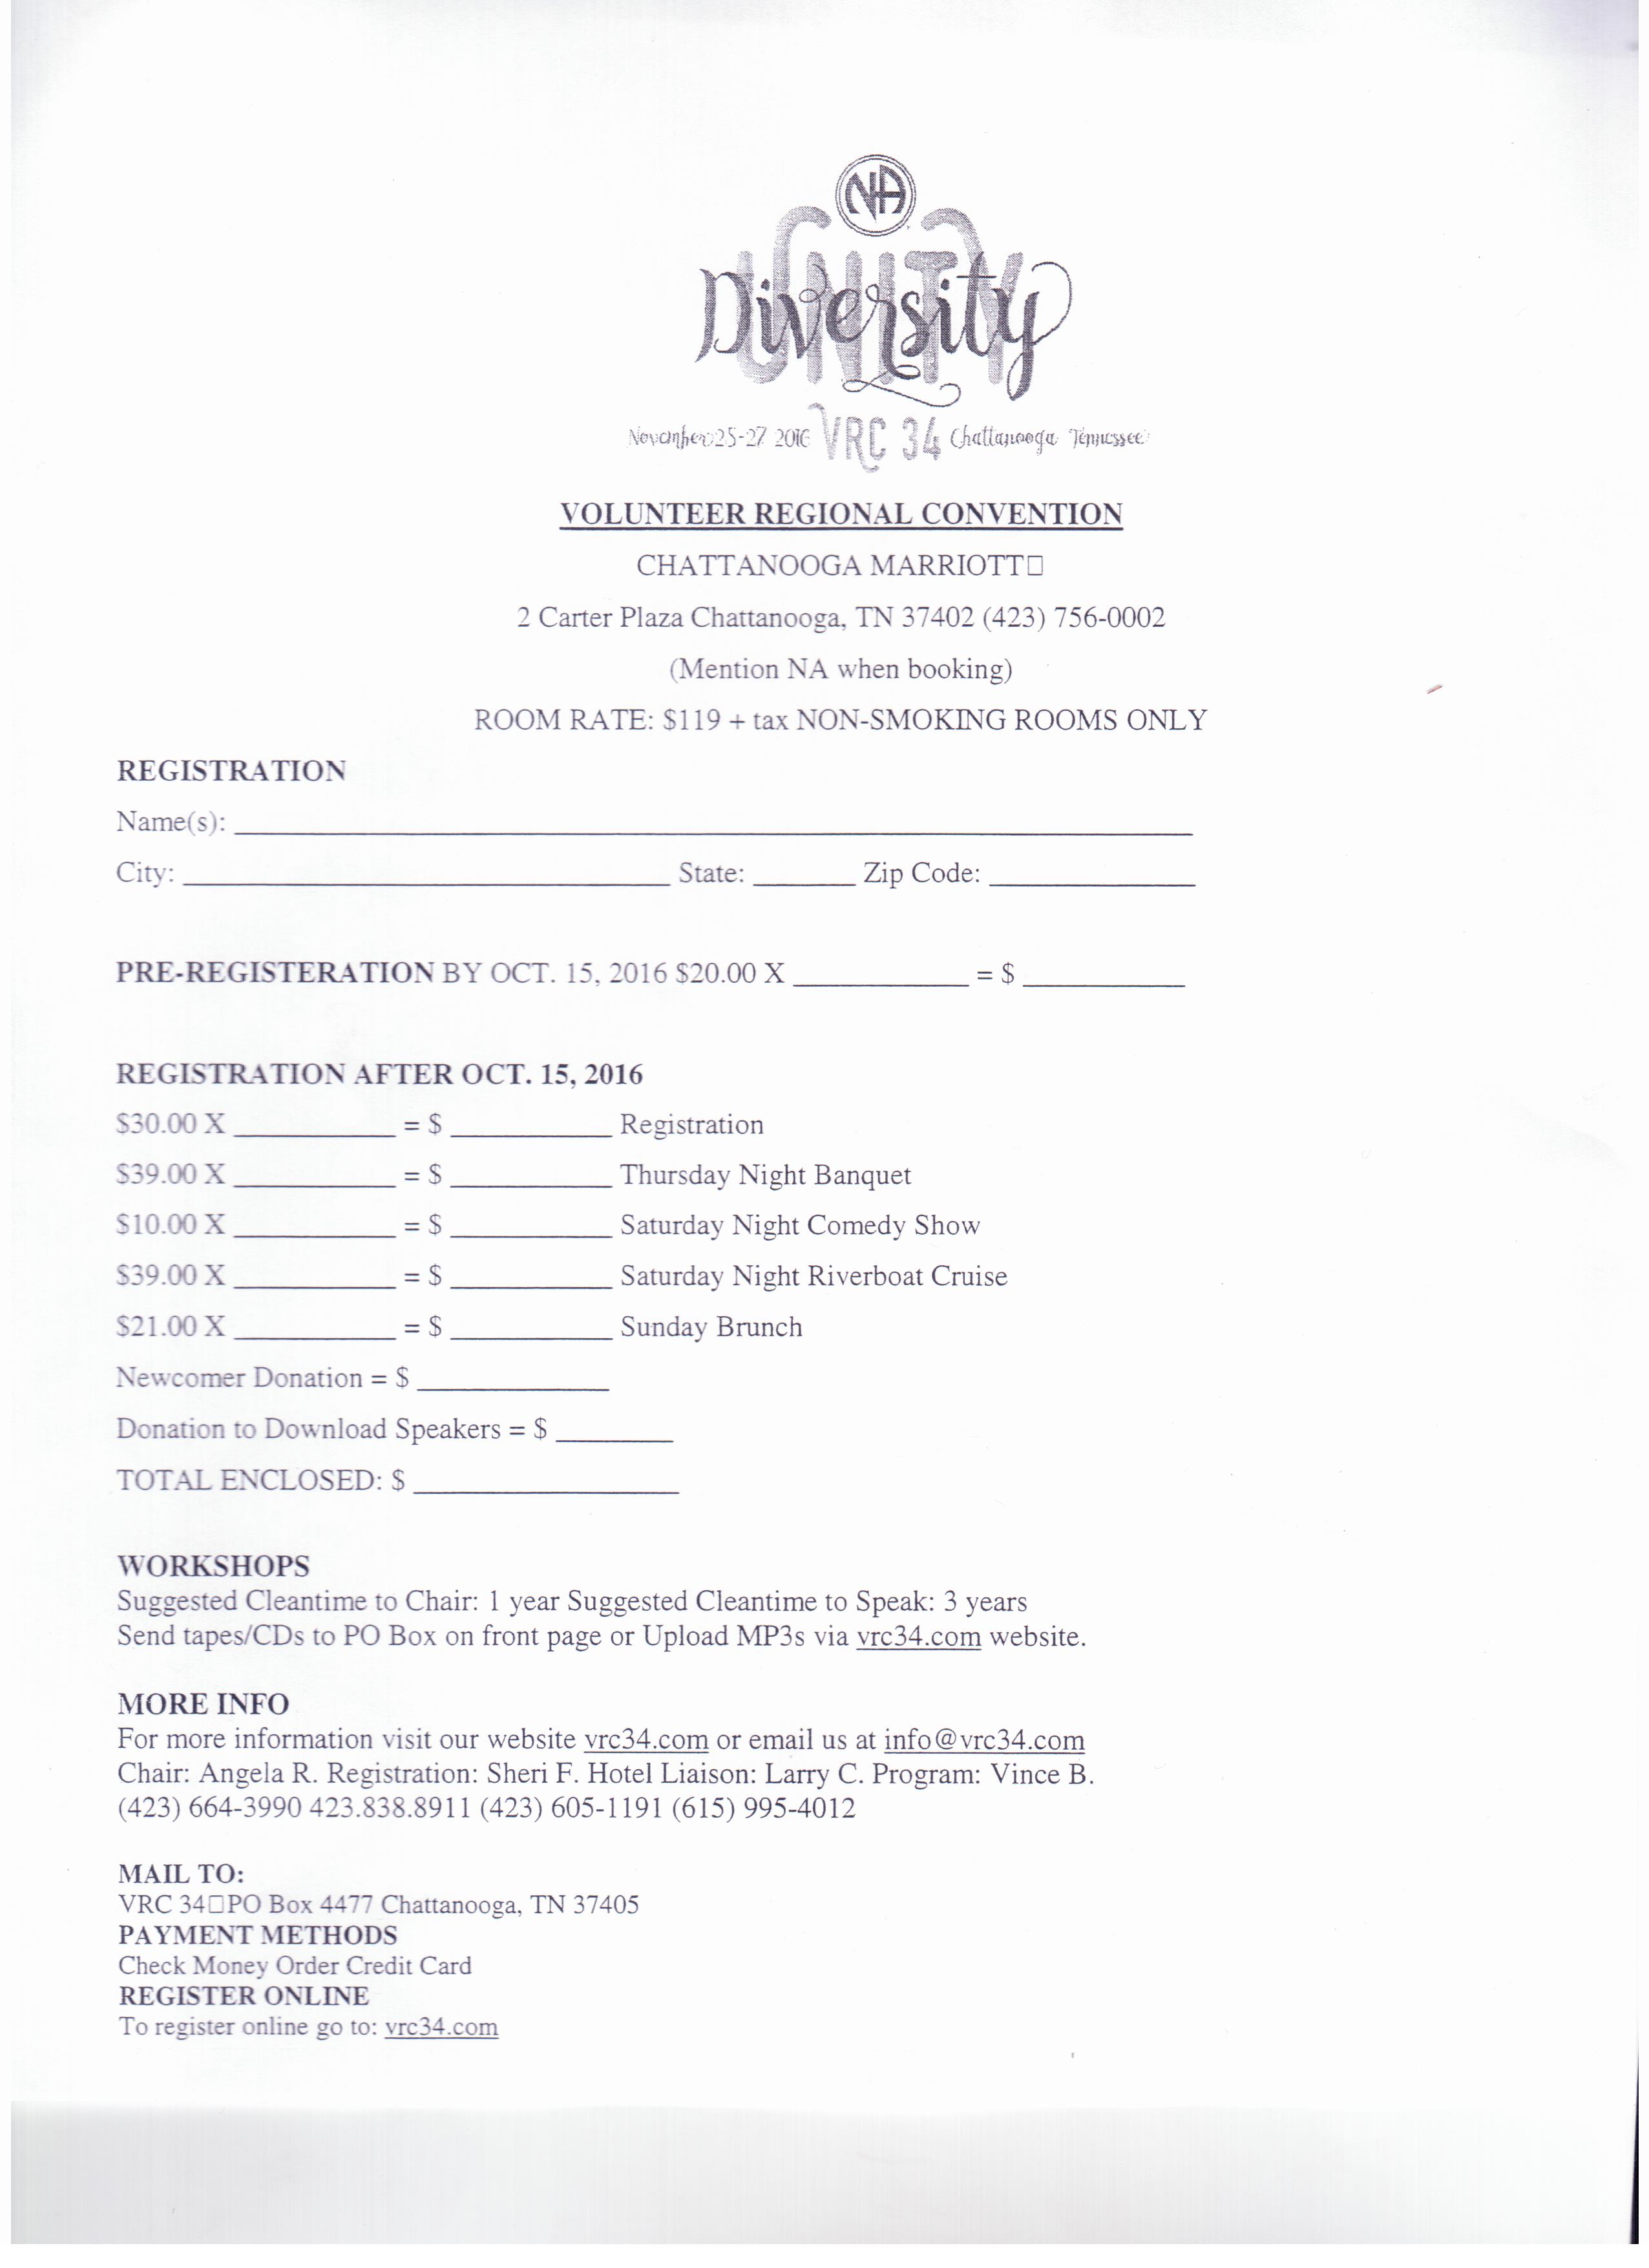 NA
UNITY
Diversity
November 25-27 2016 VRC 34 Chattanooga Tennessee
VOLUNTEER REGIONAL CONVENTION
CHATTANOOGA MARRIOTT□
2 Carter Plaza Chattanooga, TN 37402 (423) 756-0002
(Mention NA when booking)
ROOM RATE: $119 + tax NON-SMOKING ROOMS ONLY
REGISTRATION
Name(s): ____________________
City: ____________________ State: _______ Zip Code: ______________
PRE-REGISTERATION BY OCT. 15, 2016 $20.00 X ____________ = $ ___________
REGISTRATION AFTER OCT. 15, 2016
$30.00 X ___________ = $ ___________ Registration
$39.00 X ___________ = $ ___________ Thursday Night Banquet
$10.00 X ___________ = $ ___________ Saturday Night Comedy Show
$39.00 X ___________ = $ ___________ Saturday Night Riverboat Cruise
$21.00 X ___________ = $ ___________ Sunday Brunch
Newcomer Donation = $ _____________
Donation to Download Speakers = $ ________
TOTAL ENCLOSED: $ __________________
WORKSHOPS
Suggested Cleantime to Chair: 1 year Suggested Cleantime to Speak: 3 years
Send tapes/CDs to PO Box on front page or Upload MP3s via vrc34.com website.
MORE INFO
For more information visit our website vrc34.com or email us at info@vrc34.com
Chair: Angela R. Registration: Sheri F. Hotel Liaison: Larry C. Program: Vince B.
(423) 664-3990 423.838.8911 (423) 605-1191 (615) 995-4012
MAIL TO:
VRC 34□PO Box 4477 Chattanooga, TN 37405
PAYMENT METHODS
Check Money Order Credit Card
REGISTER ONLINE
To register online go to: vrc34.com